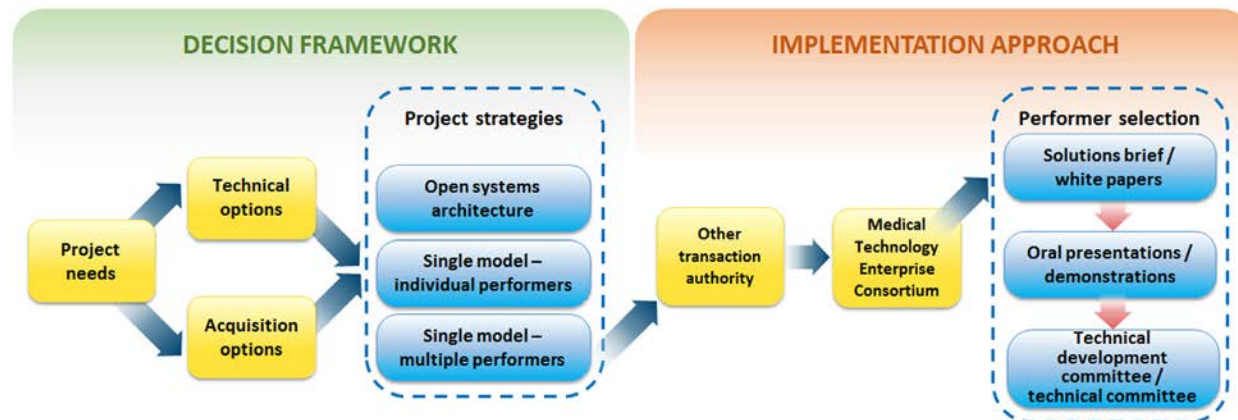 DECISION FRAMEWORK
IMPLEMENTATION APPROACH
Project
needs
Technical
options
Acquisition
options
Project strategies
Open systems
architecture
Single model –
individual performers
Single model –
multiple performers
Other
transaction
authority
Medical
Technology
Enterprise
Consortium
Performer selection
Solutions brief /
white papers
Oral presentations /
demonstrations
Technical
development
committee /
technical committee